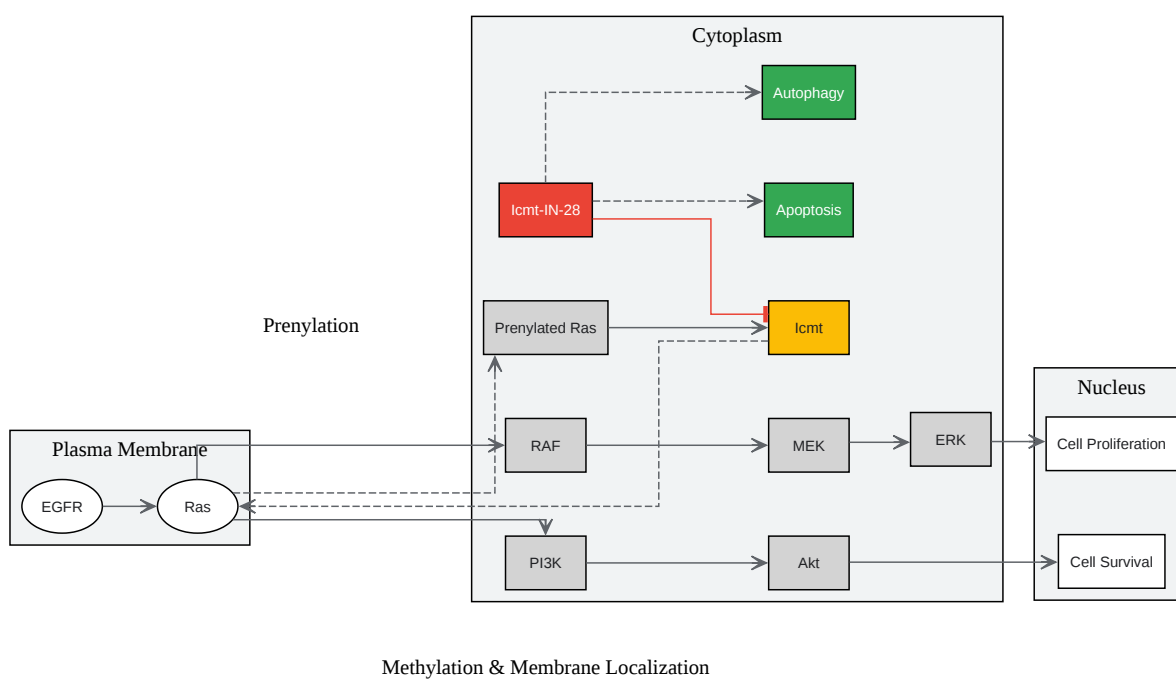 Cytoplasm
Autophagy
Icmt-IN-28
Apoptosis
Prenylation
Prenylated Ras
Icmt
Nucleus
Plasma Membrane
RAF
MEK
ERK
Cell Proliferation
EGFR
Ras
PI3K
Akt
Cell Survival
Methylation & Membrane Localization